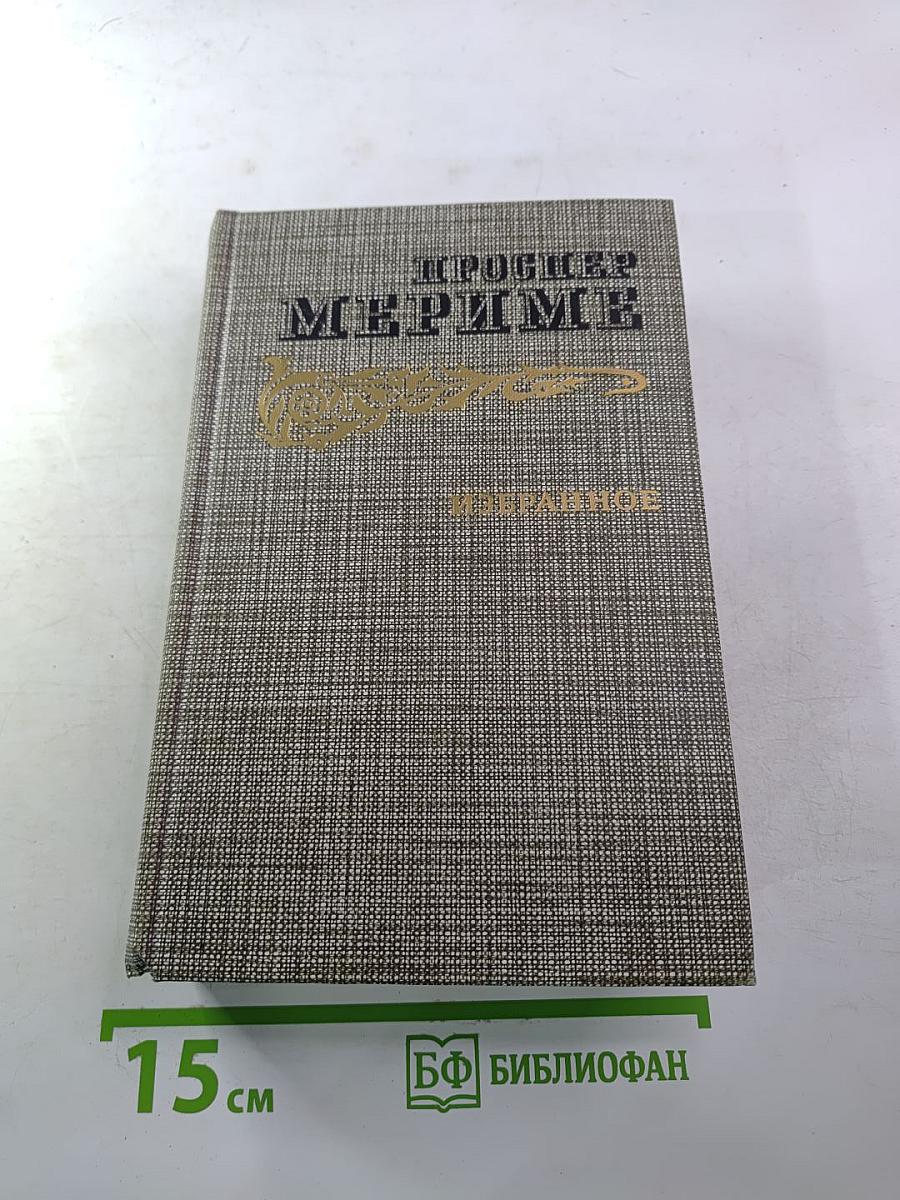 ПРОСПЕР
МЕРИМЕ
ИЗБРАННОЕ
15 см
БФ БИБЛИОФАН